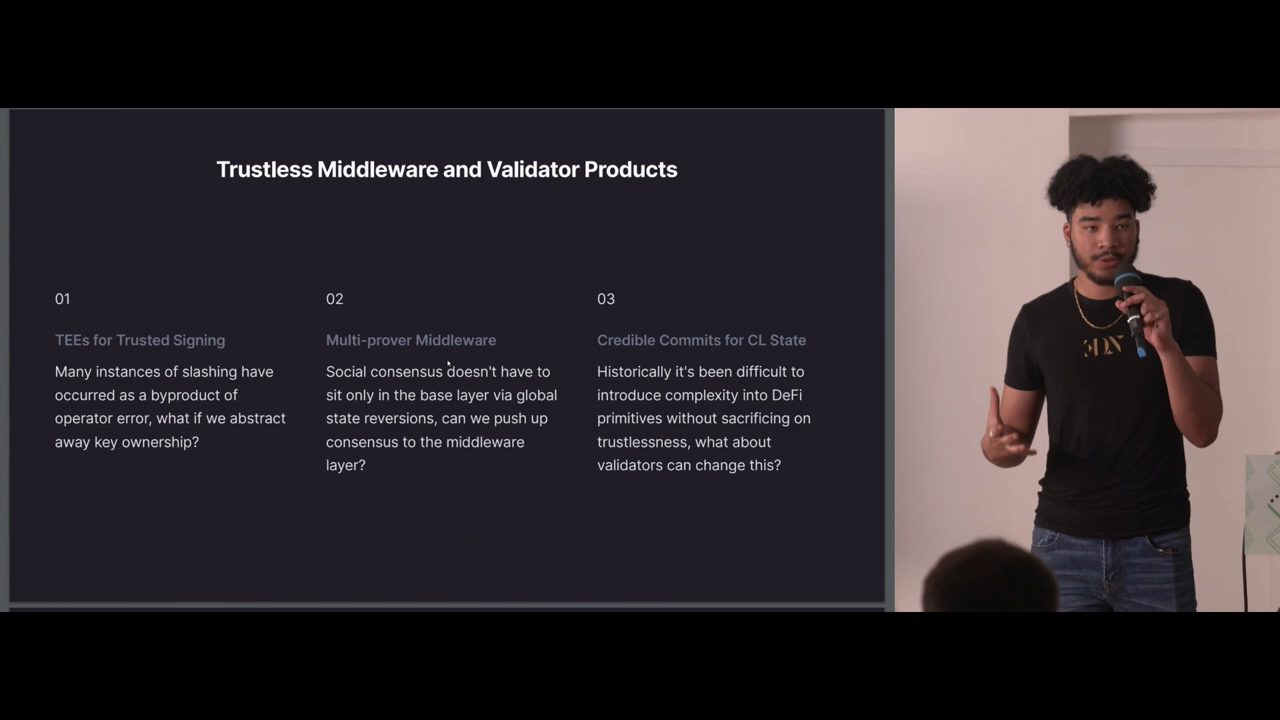 Trustless Middleware and Validator Products
01
TEEs for Trusted Signing
Many instances of slashing have
occurred as a byproduct of
operator error, what if we abstract
away key ownership?
02
Multi-prover Middleware
Social consensus doesn't have to
sit only in the base layer via global
state reversions, can we push up
consensus to the middleware
layer?
03
Credible Commits for CL State
Historically it's been difficult to
introduce complexity into DeFi
primitives without sacrificing on
trustlessness, what about
validators can change this?